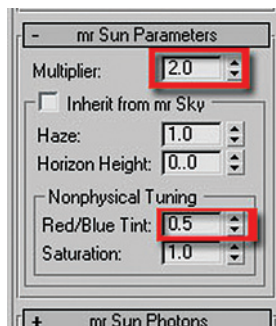 - mr Sun Parameters
Multiplier: 2.0
Inherit from mr Sky
Haze: 1.0
Horizon Height: 0..0
Nonphysical Tuning
Red/Blue Tint: 0.5
Saturation: 1.0
+ mr Sun Photons